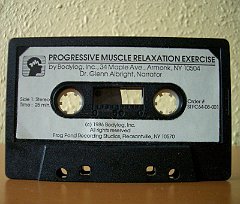 PROGRESSIVE MUSCLE RELAXATION EXERCISE
by Bodylog, Inc., 34 Maple Ave., Armonk, NY 10504
Dr. Glenn Albright, Narrator
Side 1 Stereo
Time: 28 min.
Order #
(c) 1986 Bodylog, Inc.
All rights reserved
Frog Pond Recording Studios, Pleasantville, NY 10570